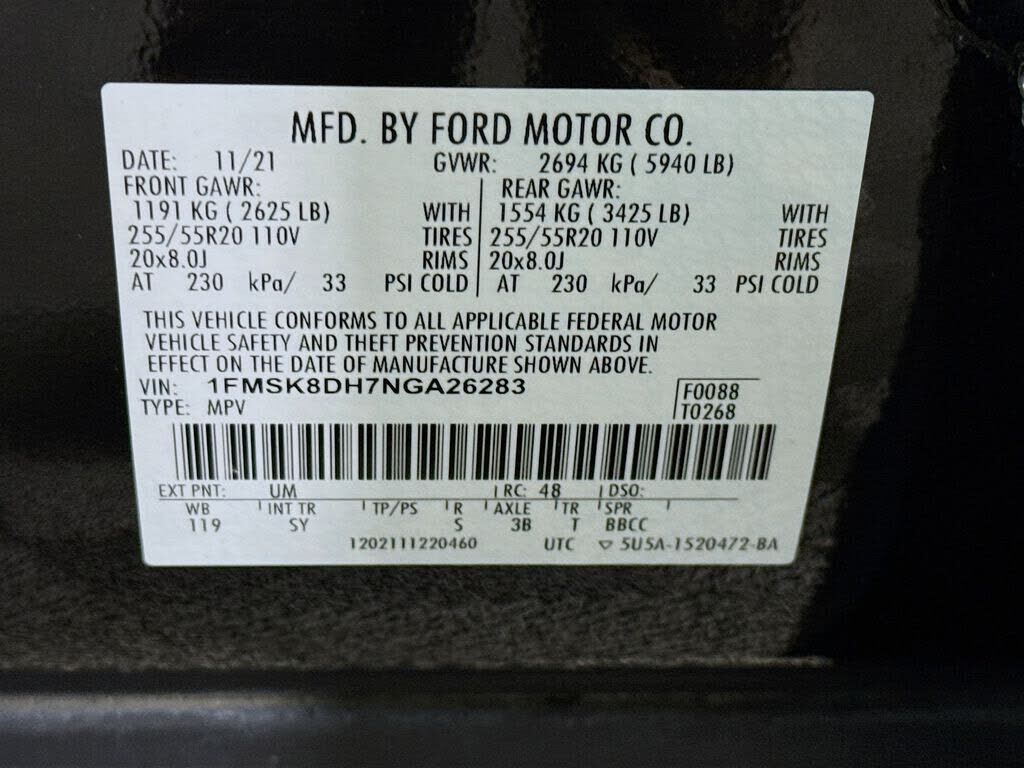 MFD. BY FORD MOTOR CO.
DATE: 11/21 GVWR: 2694 KG ( 5940 LB)
FRONT GAWR: REAR GAWR:
1191 KG ( 2625 LB) WITH 1554 KG ( 3425 LB) WITH
255/55R20 110V TIRES 255/55R20 110V TIRES
20x8.0J RIMS 20x8.0J RIMS
AT 230 kPa/ 33 PSI COLD AT 230 kPa/ 33 PSI COLD
THIS VEHICLE CONFORMS TO ALL APPLICABLE FEDERAL MOTOR
VEHICLE SAFETY AND THEFT PREVENTION STANDARDS IN
EFFECT ON THE DATE OF MANUFACTURE SHOWN ABOVE.
VIN: 1FMSK8DH7NGA26283 F0088
TYPE: MPV T0268
EXT PNT: UM RC: 48 DSO:
WB INT TR TP/PS R AXLE TR SPR
119 SY S 3B T BBCC
1202111220460 UTC ▽ 5U5A-1520472-BA